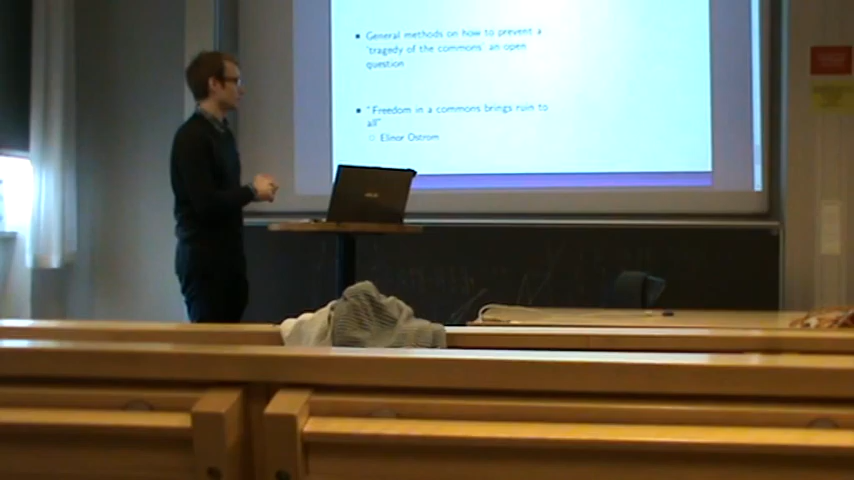 General methods on how to prevent a
'tragedy of the commons' an open
question
"Freedom in a commons brings ruin to
all"
Elinor Ostrom